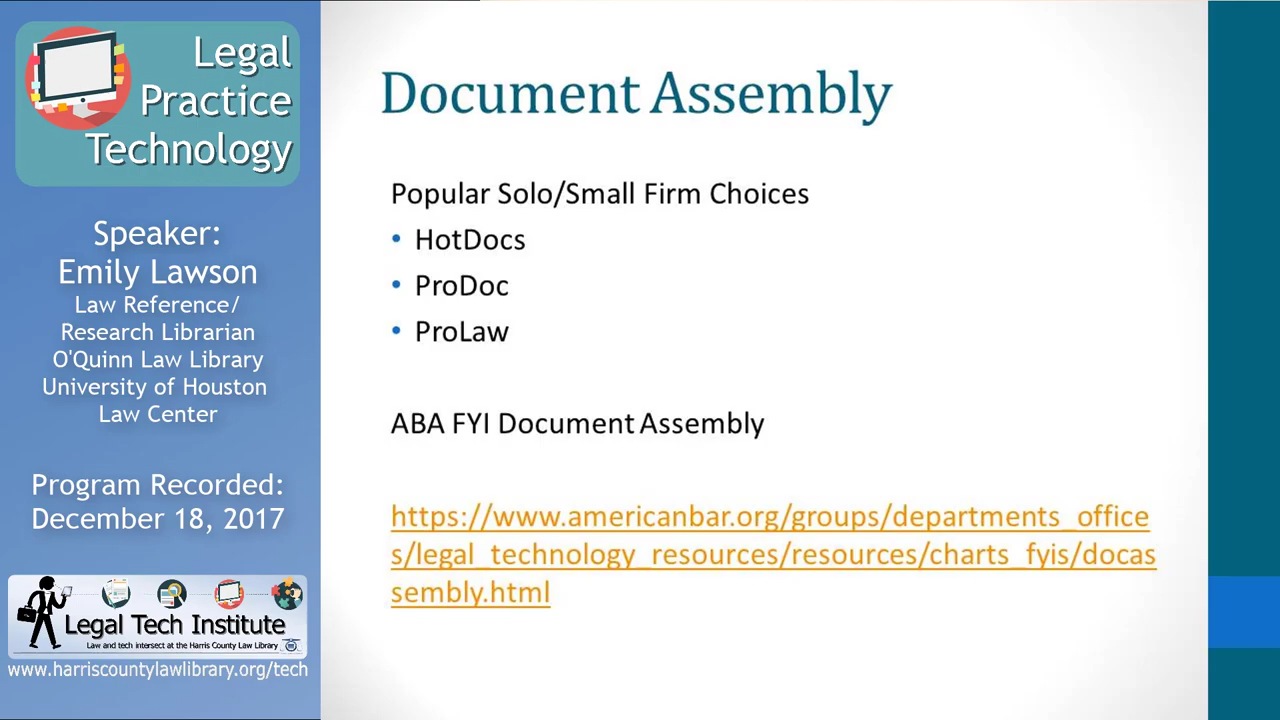 Legal
Practice
Technology
Speaker:
Emily Lawson
Law Reference/
Research Librarian
O'Quinn Law Library
University of Houston
Law Center
Program Recorded:
December 18, 2017
Legal Tech Institute
Law and tech intersect at the Harris County Law Library
www.harriscountylawlibrary.org/tech
Document Assembly
Popular Solo/Small Firm Choices
• HotDocs
• ProDoc
• ProLaw
ABA FYI Document Assembly
https://www.americanbar.org/groups/departments_office
s/legal_technology_resources/resources/charts_fyis/docas
sembly.html